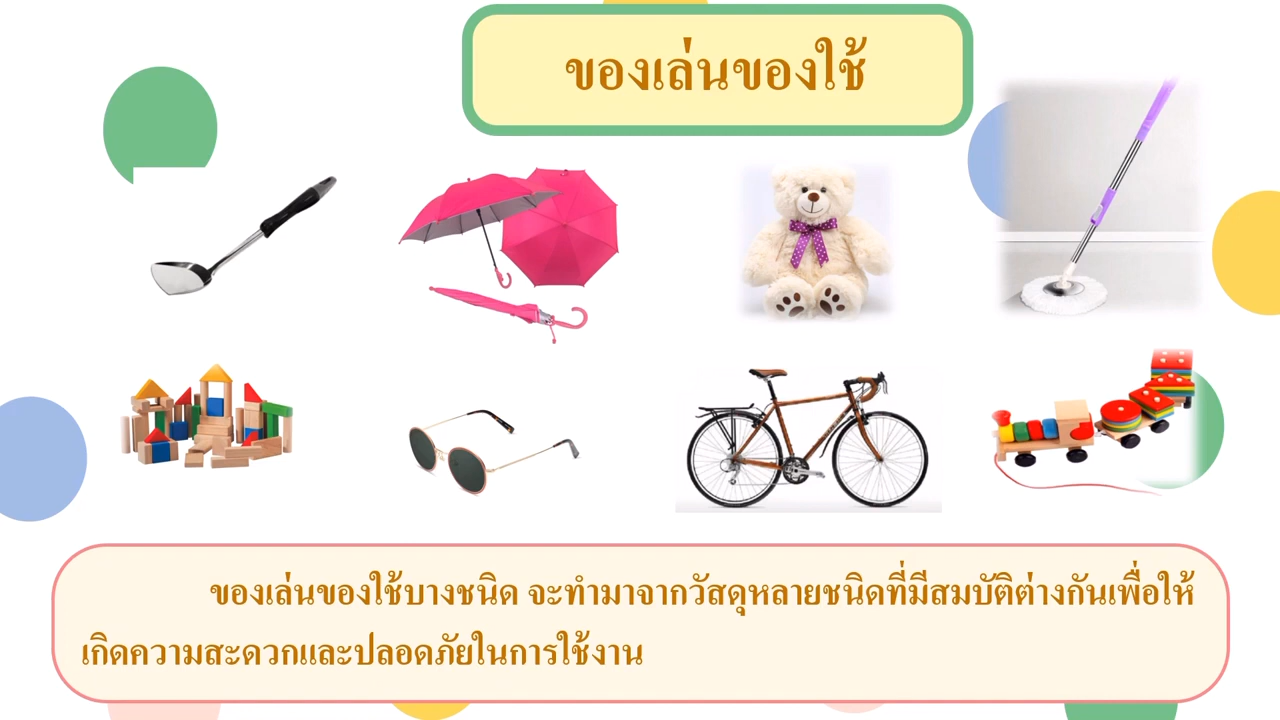 ของเล่นของใช้
ของเล่นของใช้บางชนิด จะทำมาจากวัสดุหลายชนิดที่มีสมบัติต่างกันเพื่อให้
เกิดความสะดวกและปลอดภัยในการใช้งาน